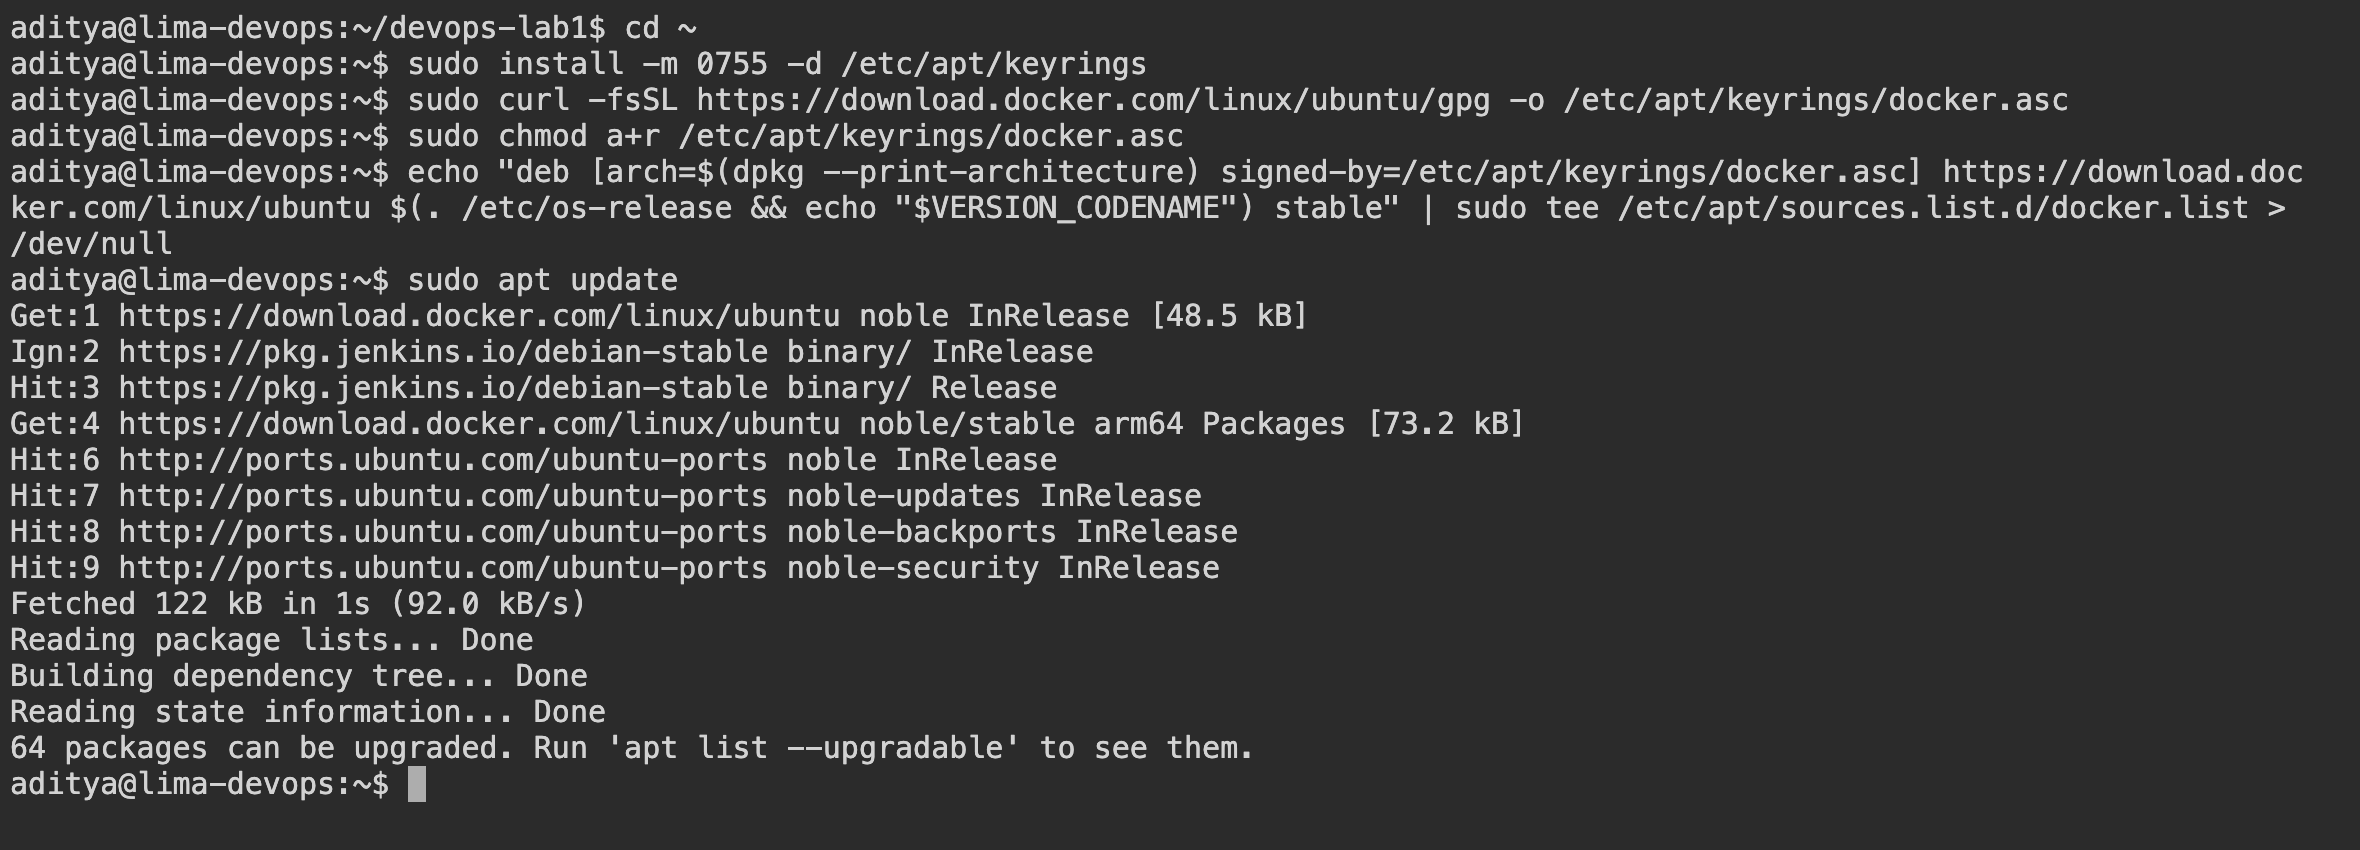 aditya@lima-devops:~/devops-lab1$ cd ~
aditya@lima-devops:~$ sudo install -m 0755 -d /etc/apt/keyrings
aditya@lima-devops:~$ sudo curl -fsSL https://download.docker.com/linux/ubuntu/gpg -o /etc/apt/keyrings/docker.asc
aditya@lima-devops:~$ sudo chmod a+r /etc/apt/keyrings/docker.asc
aditya@lima-devops:~$ echo "deb [arch=$(dpkg --print-architecture) signed-by=/etc/apt/keyrings/docker.asc] https://download.doc
ker.com/linux/ubuntu $(. /etc/os-release && echo "$VERSION_CODENAME") stable" | sudo tee /etc/apt/sources.list.d/docker.list >
/dev/null
aditya@lima-devops:~$ sudo apt update
Get:1 https://download.docker.com/linux/ubuntu noble InRelease [48.5 kB]
Ign:2 https://pkg.jenkins.io/debian-stable binary/ InRelease
Hit:3 https://pkg.jenkins.io/debian-stable binary/ Release
Get:4 https://download.docker.com/linux/ubuntu noble/stable arm64 Packages [73.2 kB]
Hit:6 http://ports.ubuntu.com/ubuntu-ports noble InRelease
Hit:7 http://ports.ubuntu.com/ubuntu-ports noble-updates InRelease
Hit:8 http://ports.ubuntu.com/ubuntu-ports noble-backports InRelease
Hit:9 http://ports.ubuntu.com/ubuntu-ports noble-security InRelease
Fetched 122 kB in 1s (92.0 kB/s)
Reading package lists... Done
Building dependency tree... Done
Reading state information... Done
64 packages can be upgraded. Run 'apt list --upgradable' to see them.
aditya@lima-devops:~$